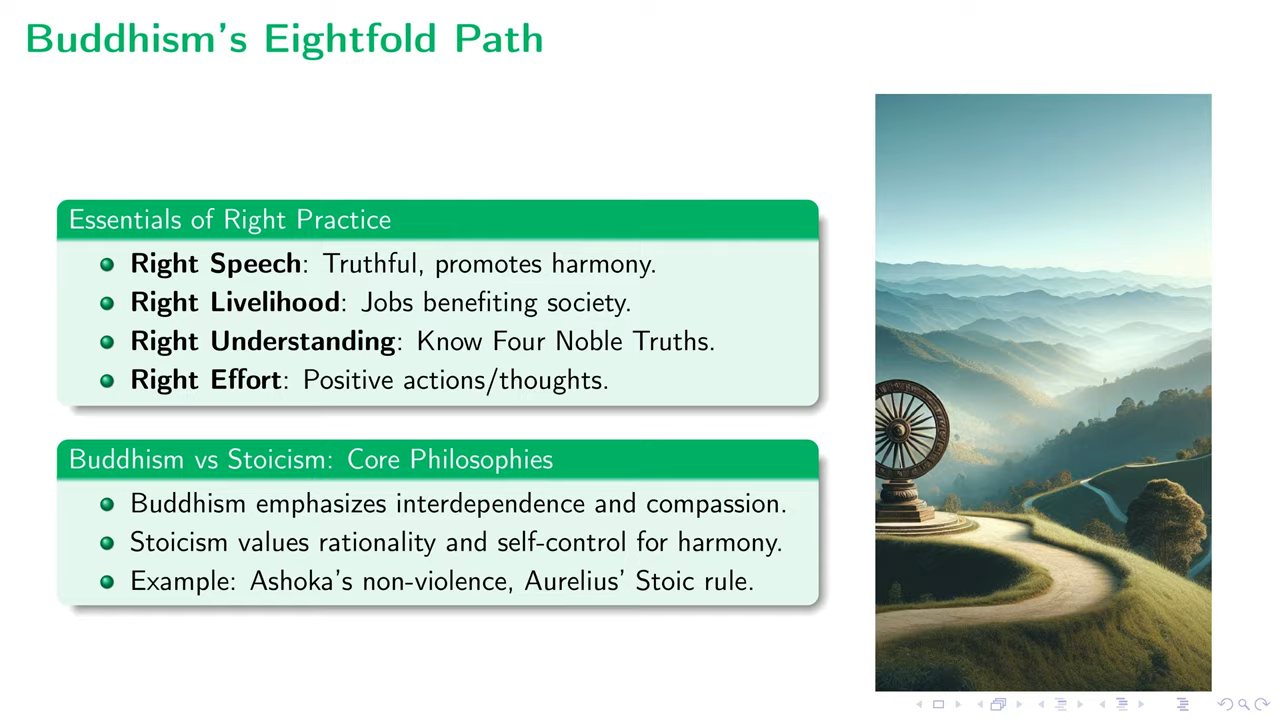 Buddhism's Eightfold Path
Essentials of Right Practice
Right Speech: Truthful, promotes harmony.
Right Livelihood: Jobs benefiting society.
Right Understanding: Know Four Noble Truths.
Right Effort: Positive actions/thoughts.
Buddhism vs Stoicism: Core Philosophies
Buddhism emphasizes interdependence and compassion.
Stoicism values rationality and self-control for harmony.
Example: Ashoka's non-violence, Aurelius' Stoic rule.